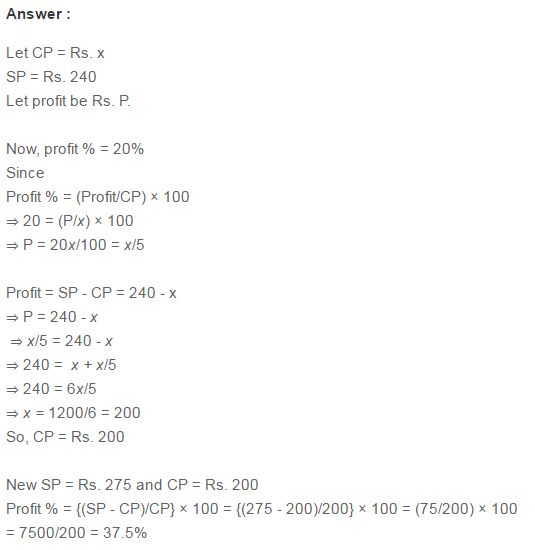 Answer :
Let CP = Rs. x
SP = Rs. 240
Let profit be Rs. P.
Now, profit % = 20%
Since
Profit % = (Profit/CP) × 100
⇒ 20 = (P/x) × 100
⇒ P = 20x/100 = x/5
Profit = SP - CP = 240 - x
⇒ P = 240 - x
⇒ x/5 = 240 - x
⇒ 240 = x + x/5
⇒ 240 = 6x/5
⇒ x = 1200/6 = 200
So, CP = Rs. 200
New SP = Rs. 275 and CP = Rs. 200
Profit % = {(SP - CP)/CP} × 100 = {(275 - 200)/200} × 100 = (75/200) × 100
= 7500/200 = 37.5%